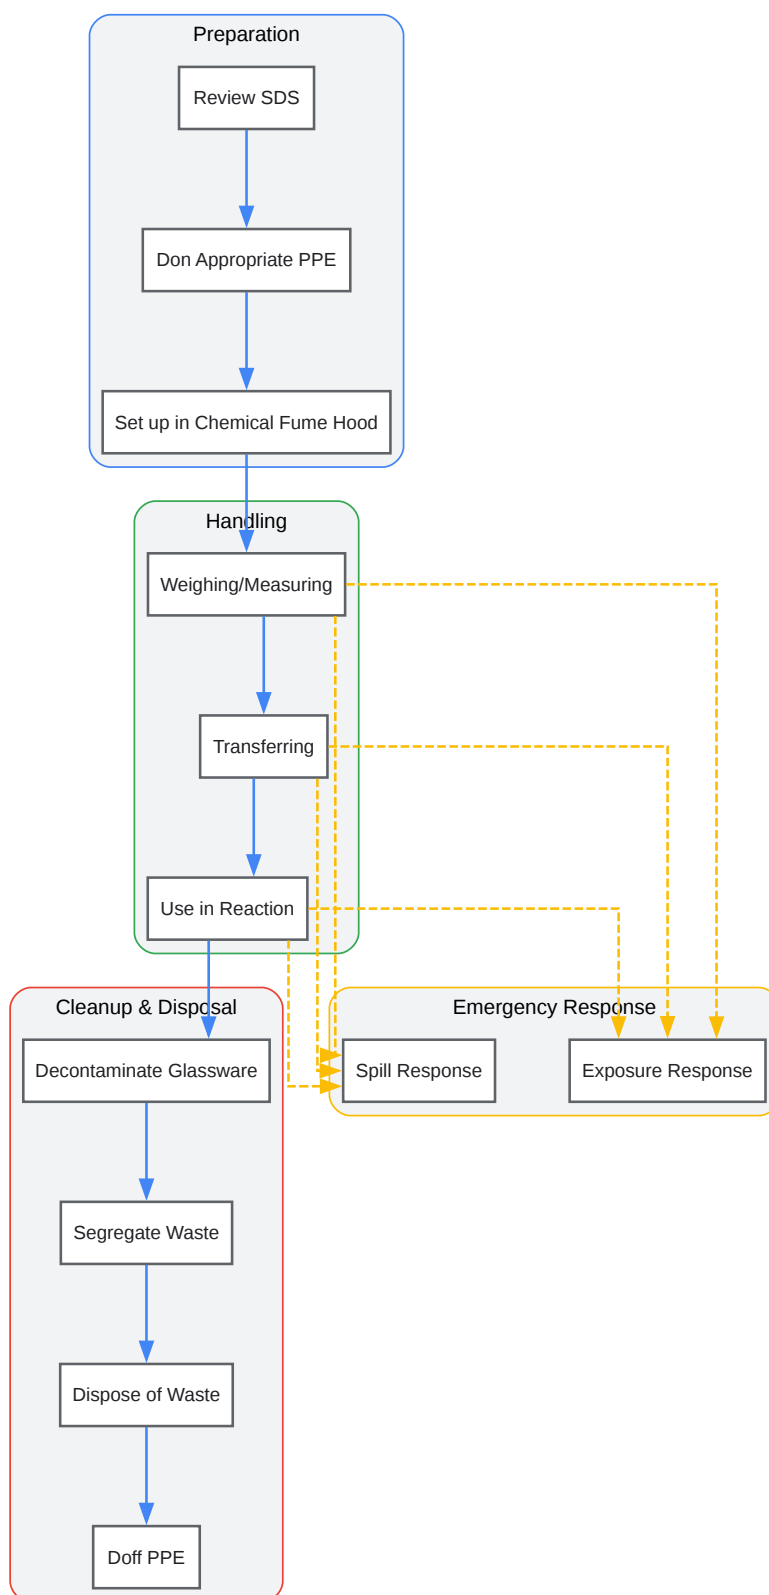 Preparation
Review SDS
Don Appropriate PPE
Set up in Chemical Fume Hood
Handling
Weighing/Measuring
Transferring
Use in Reaction
Cleanup & Disposal
Decontaminate Glassware
Segregate Waste
Dispose of Waste
Doff PPE
Emergency Response
Spill Response
Exposure Response